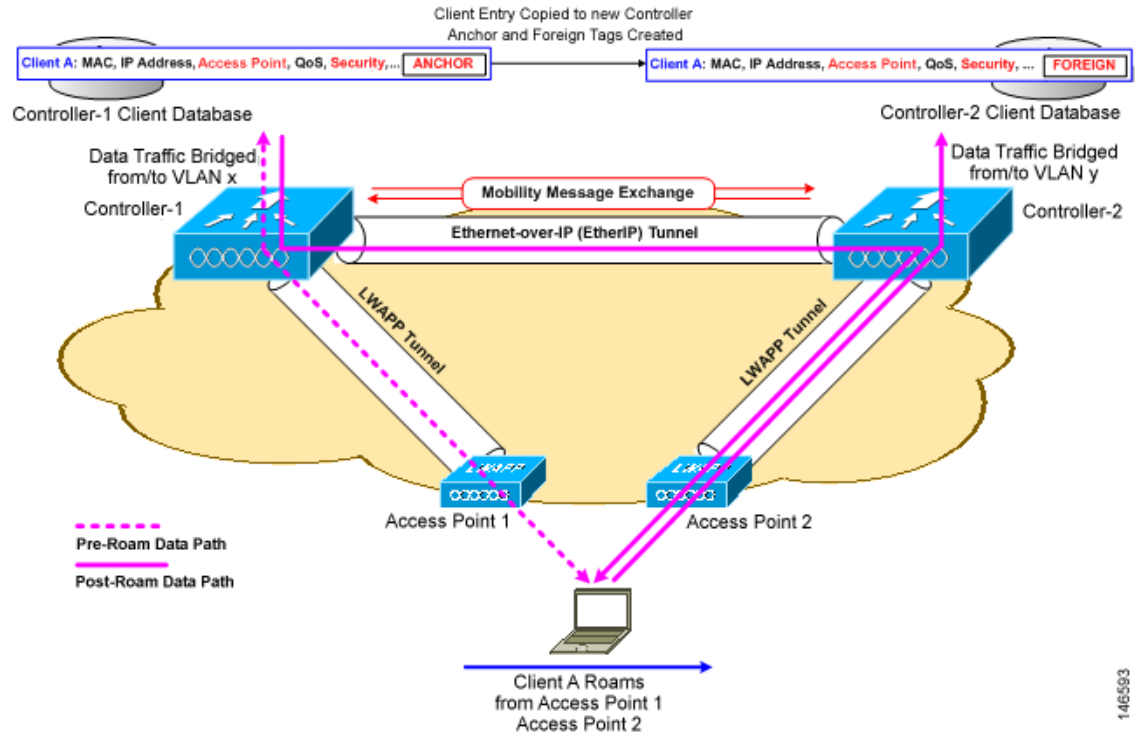 Client Entry Copied to new Controller
Anchor and Foreign Tags Created
Client A: MAC, IP Address, Access Point, QoS, Security,... ANCHOR
Client A: MAC, IP Address, Access Point, QoS, Security, ... FOREIGN
Controller-1 Client Database
Controller-2 Client Database
Data Traffic Bridged
from/to VLAN x
Data Traffic Bridged
from/to VLAN y
Controller-1
Mobility Message Exchange
Controller-2
Ethernet-over-IP (EtherIP) Tunnel
LWAPP Tunnel
LWAPP Tunnel
LWAPP
LWAPP
Access Point 1
Access Point 2
Pre-Roam Data Path
Post-Roam Data Path
Client A Roams
from Access Point 1
Access Point 2
146593